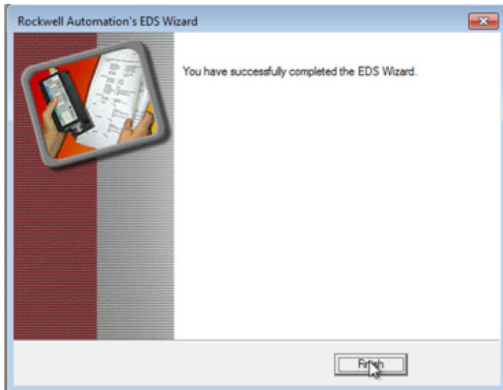 Rockwell Automation's EDS Wizard
You have successfully completed the EDS Wizard.
Finish